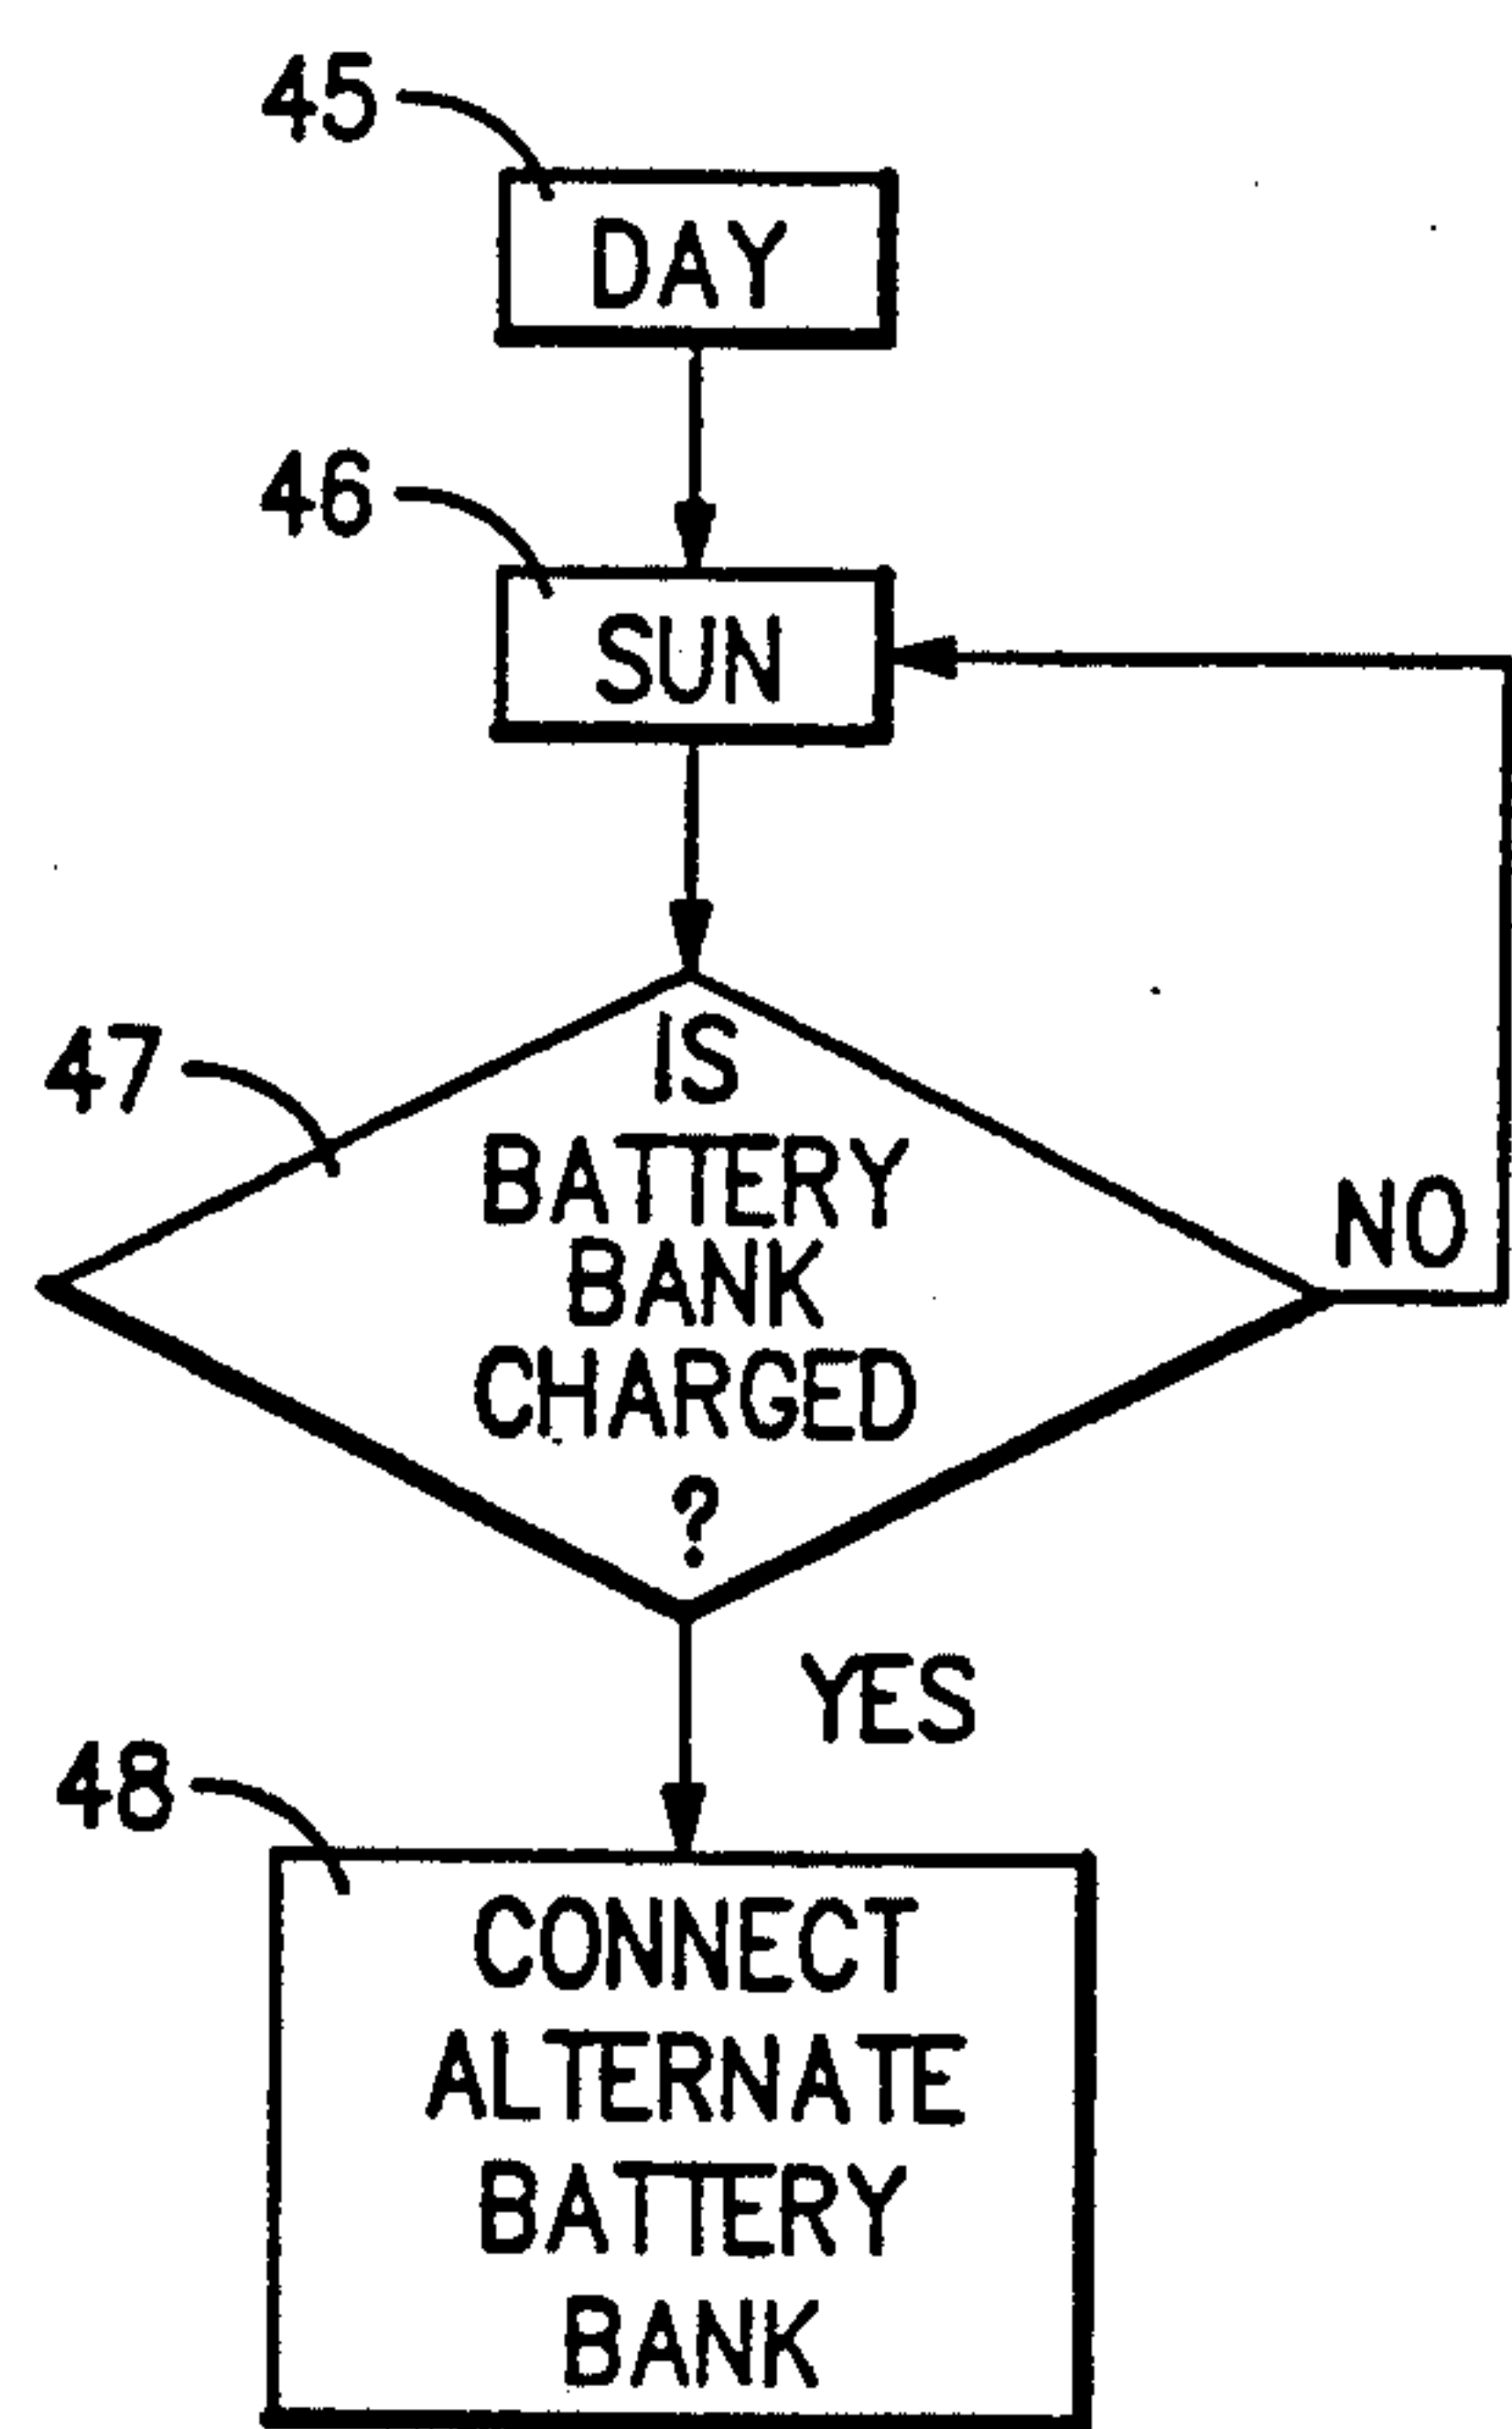 45
DAY
46
SUN
47
IS
BATTERY
BANK
CHARGED
?
NO
YES
48
CONNECT
ALTERNATE
BATTERY
BANK